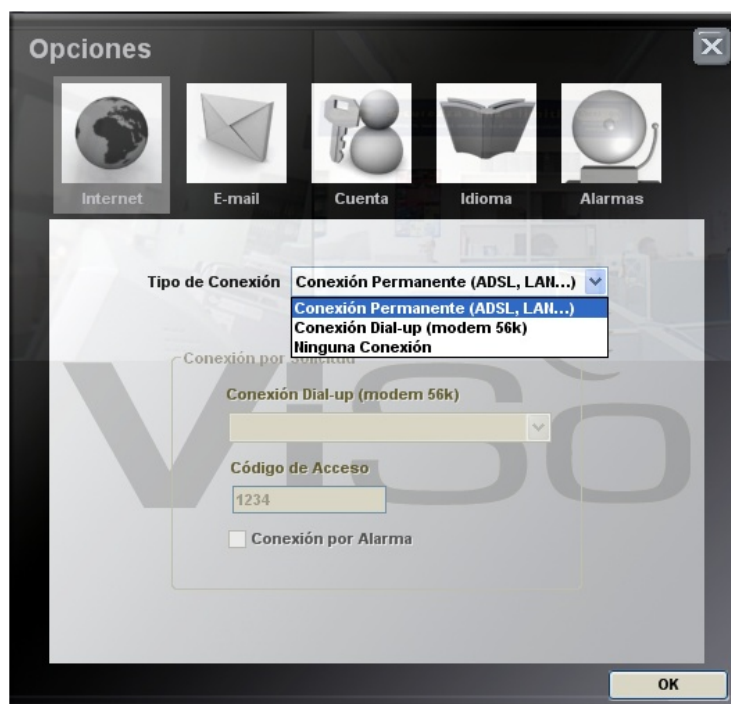 Opciones
Internet
E-mail
Cuenta
Idioma
Alarmas
Tipo de Conexión
Conexión Permanente (ADSL, LAN...)
Conexión Permanente (ADSL, LAN...)
Conexión Dial-up (modem 56k)
Ninguna Conexión
Conexión por Solicitud
Conexión Dial-up (modem 56k)
Código de Acceso
1234
Conexión por Alarma
ViSo
OK